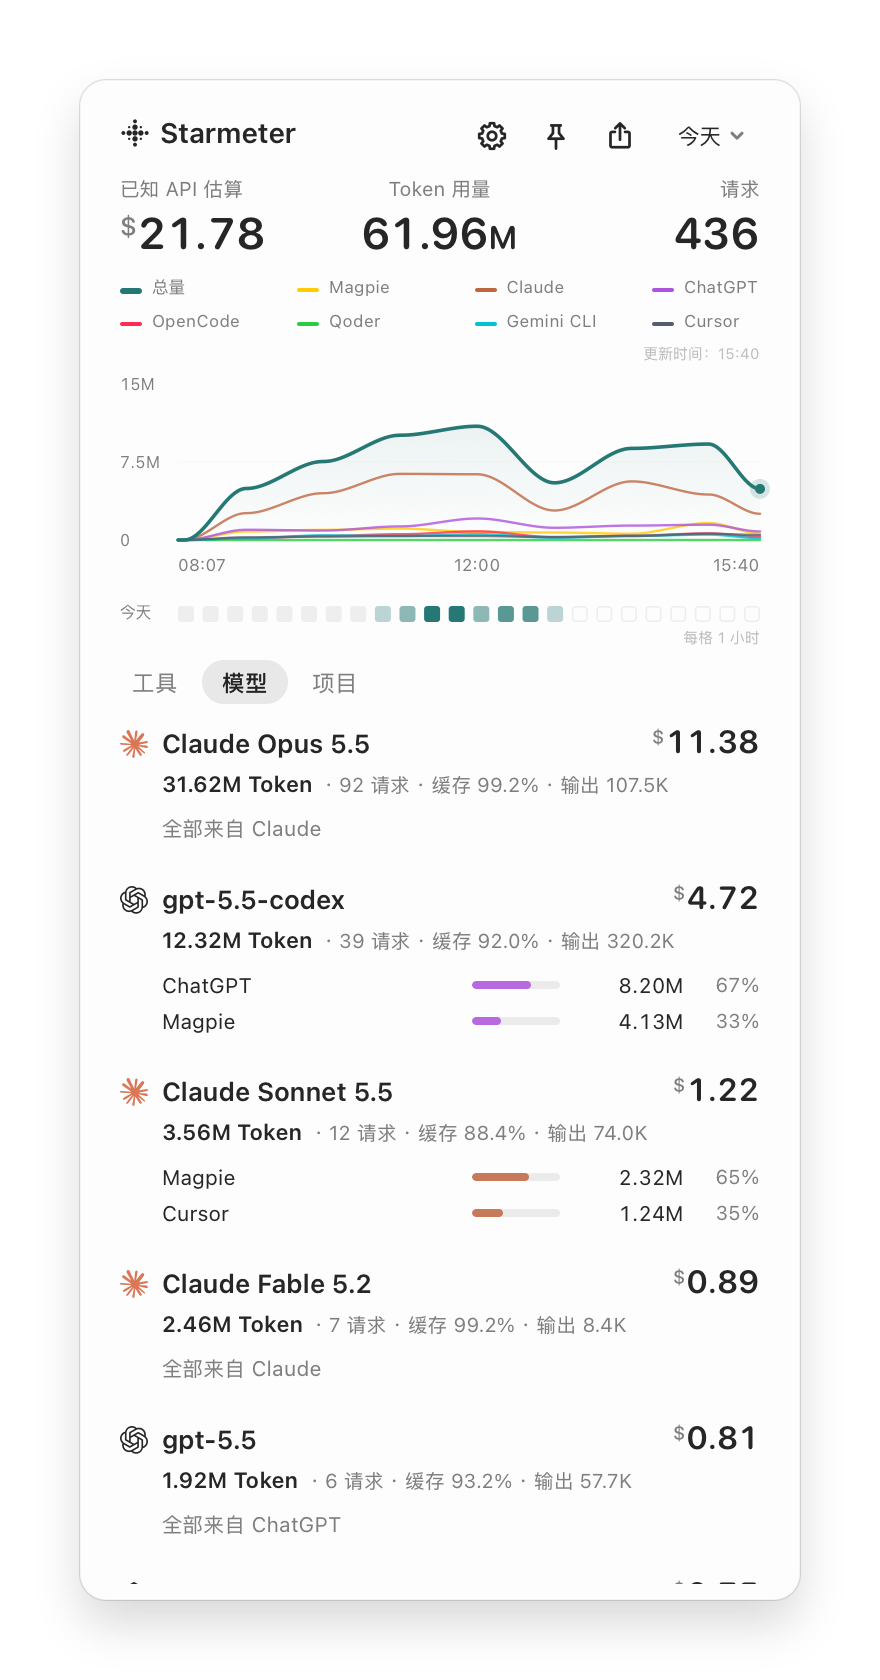 Starmeter
今天
已知 API 估算
Token 用量
请求
$21.78
61.96M
436
总量
Magpie
Claude
ChatGPT
OpenCode
Qoder
Gemini CLI
Cursor
更新时间：15:40
15M
7.5M
0
08:07
12:00
15:40
今天
每格 1 小时
工具
模型
项目
Claude Opus 5.5
$11.38
31.62M Token · 92 请求 · 缓存 99.2% · 输出 107.5K
全部来自 Claude
gpt-5.5-codex
$4.72
12.32M Token · 39 请求 · 缓存 92.0% · 输出 320.2K
ChatGPT 8.20M 67%
Magpie 4.13M 33%
Claude Sonnet 5.5
$1.22
3.56M Token · 12 请求 · 缓存 88.4% · 输出 74.0K
Magpie 2.32M 65%
Cursor 1.24M 35%
Claude Fable 5.2
$0.89
2.46M Token · 7 请求 · 缓存 99.2% · 输出 8.4K
全部来自 Claude
gpt-5.5
$0.81
1.92M Token · 6 请求 · 缓存 93.2% · 输出 57.7K
全部来自 ChatGPT